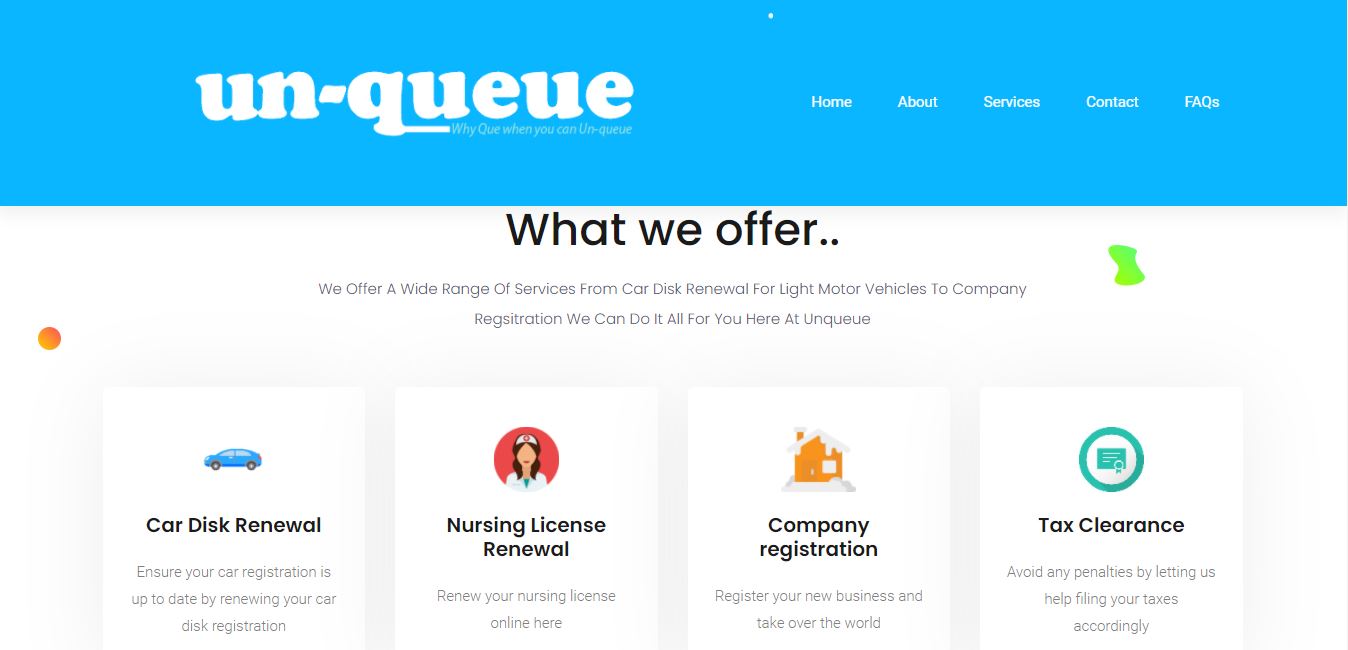 un-queue
Why Que when you can Un-queue
Home About Services Contact FAQs
What we offer..
We Offer A Wide Range Of Services From Car Disk Renewal For Light Motor Vehicles To Company
Regsitration We Can Do It All For You Here At Unqueue
Car Disk Renewal
Ensure your car registration is
up to date by renewing your car
disk registration
Nursing License
Renewal
Renew your nursing license
online here
Company
registration
Register your new business and
take over the world
Tax Clearance
Avoid any penalties by letting us
help filing your taxes
accordingly